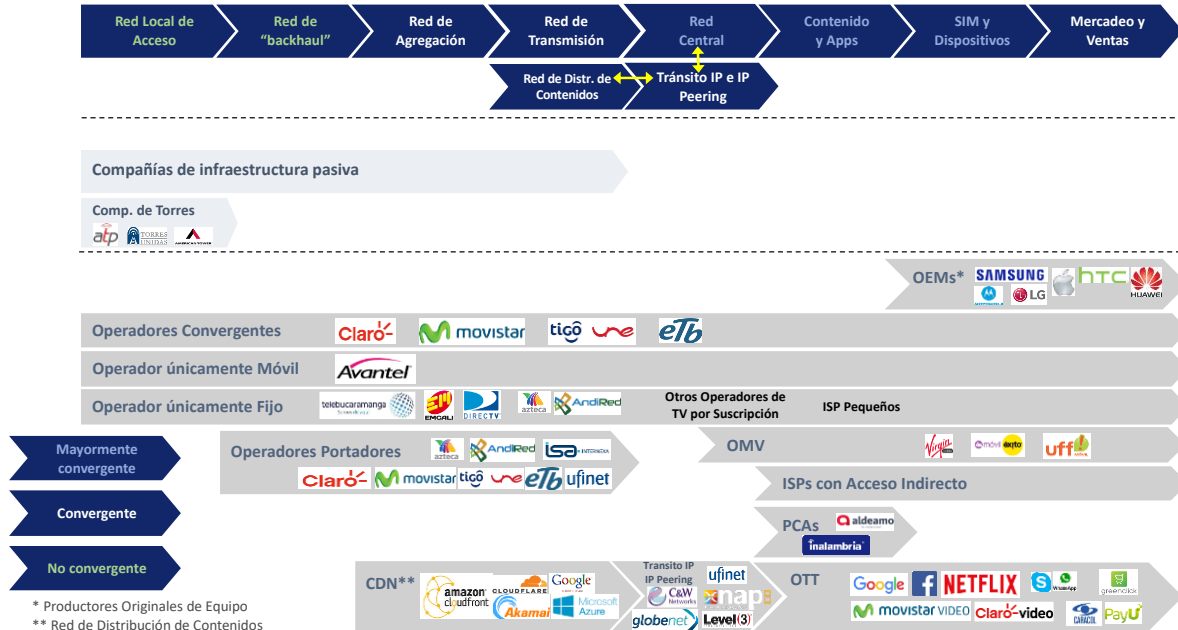 Red Local de
Acceso
Red de
“backhaul”
Red de
Agregación
Red de
Transmisión
Red
Central
Contenido
y Apps
SIM y
Dispositivos
Mercadeo y
Ventas
Red de Distr. de
Contenidos
Tránsito IP e IP
Peering
Compañías de infraestructura pasiva
Comp. de Torres
atp
TORRES
UNIDAS
AMERICAN TOWER
OEMs*
SAMSUNG
hTC
LG
HUAWEI
Operadores Convergentes
Claro
movistar
tigo
une
eTb
Operador únicamente Móvil
Avantel
Operador únicamente Fijo
telebucaramanga
EMCALI
DIRECTV
azteca
AndiRed
Otros Operadores de
TV por Suscripción
ISP Pequeños
Mayormente
convergente
Operadores Portadores
azteca
AndiRed
isa INTERNEXA
Claro
movistar
tigo
une
eTb
ufinet
OMV
Virgin
móvil exito
uff!
MÓVIL
ISPs con Acceso Indirecto
Convergente
PCAs
aldeamo
inalambria
No convergente
CDN**
amazon
cloudfront
CLOUDFLARE
Google
Akamai
Microsoft
Azure
Transito IP
IP Peering
ufinet
C&W
Networks
nap
globenet
Level(3)
OTT
Google
f
NETFLIX
S
WhatsApp
greenclick
movistar VIDEO
Claro-video
CARACOL
PayU
* Productores Originales de Equipo
** Red de Distribución de Contenidos